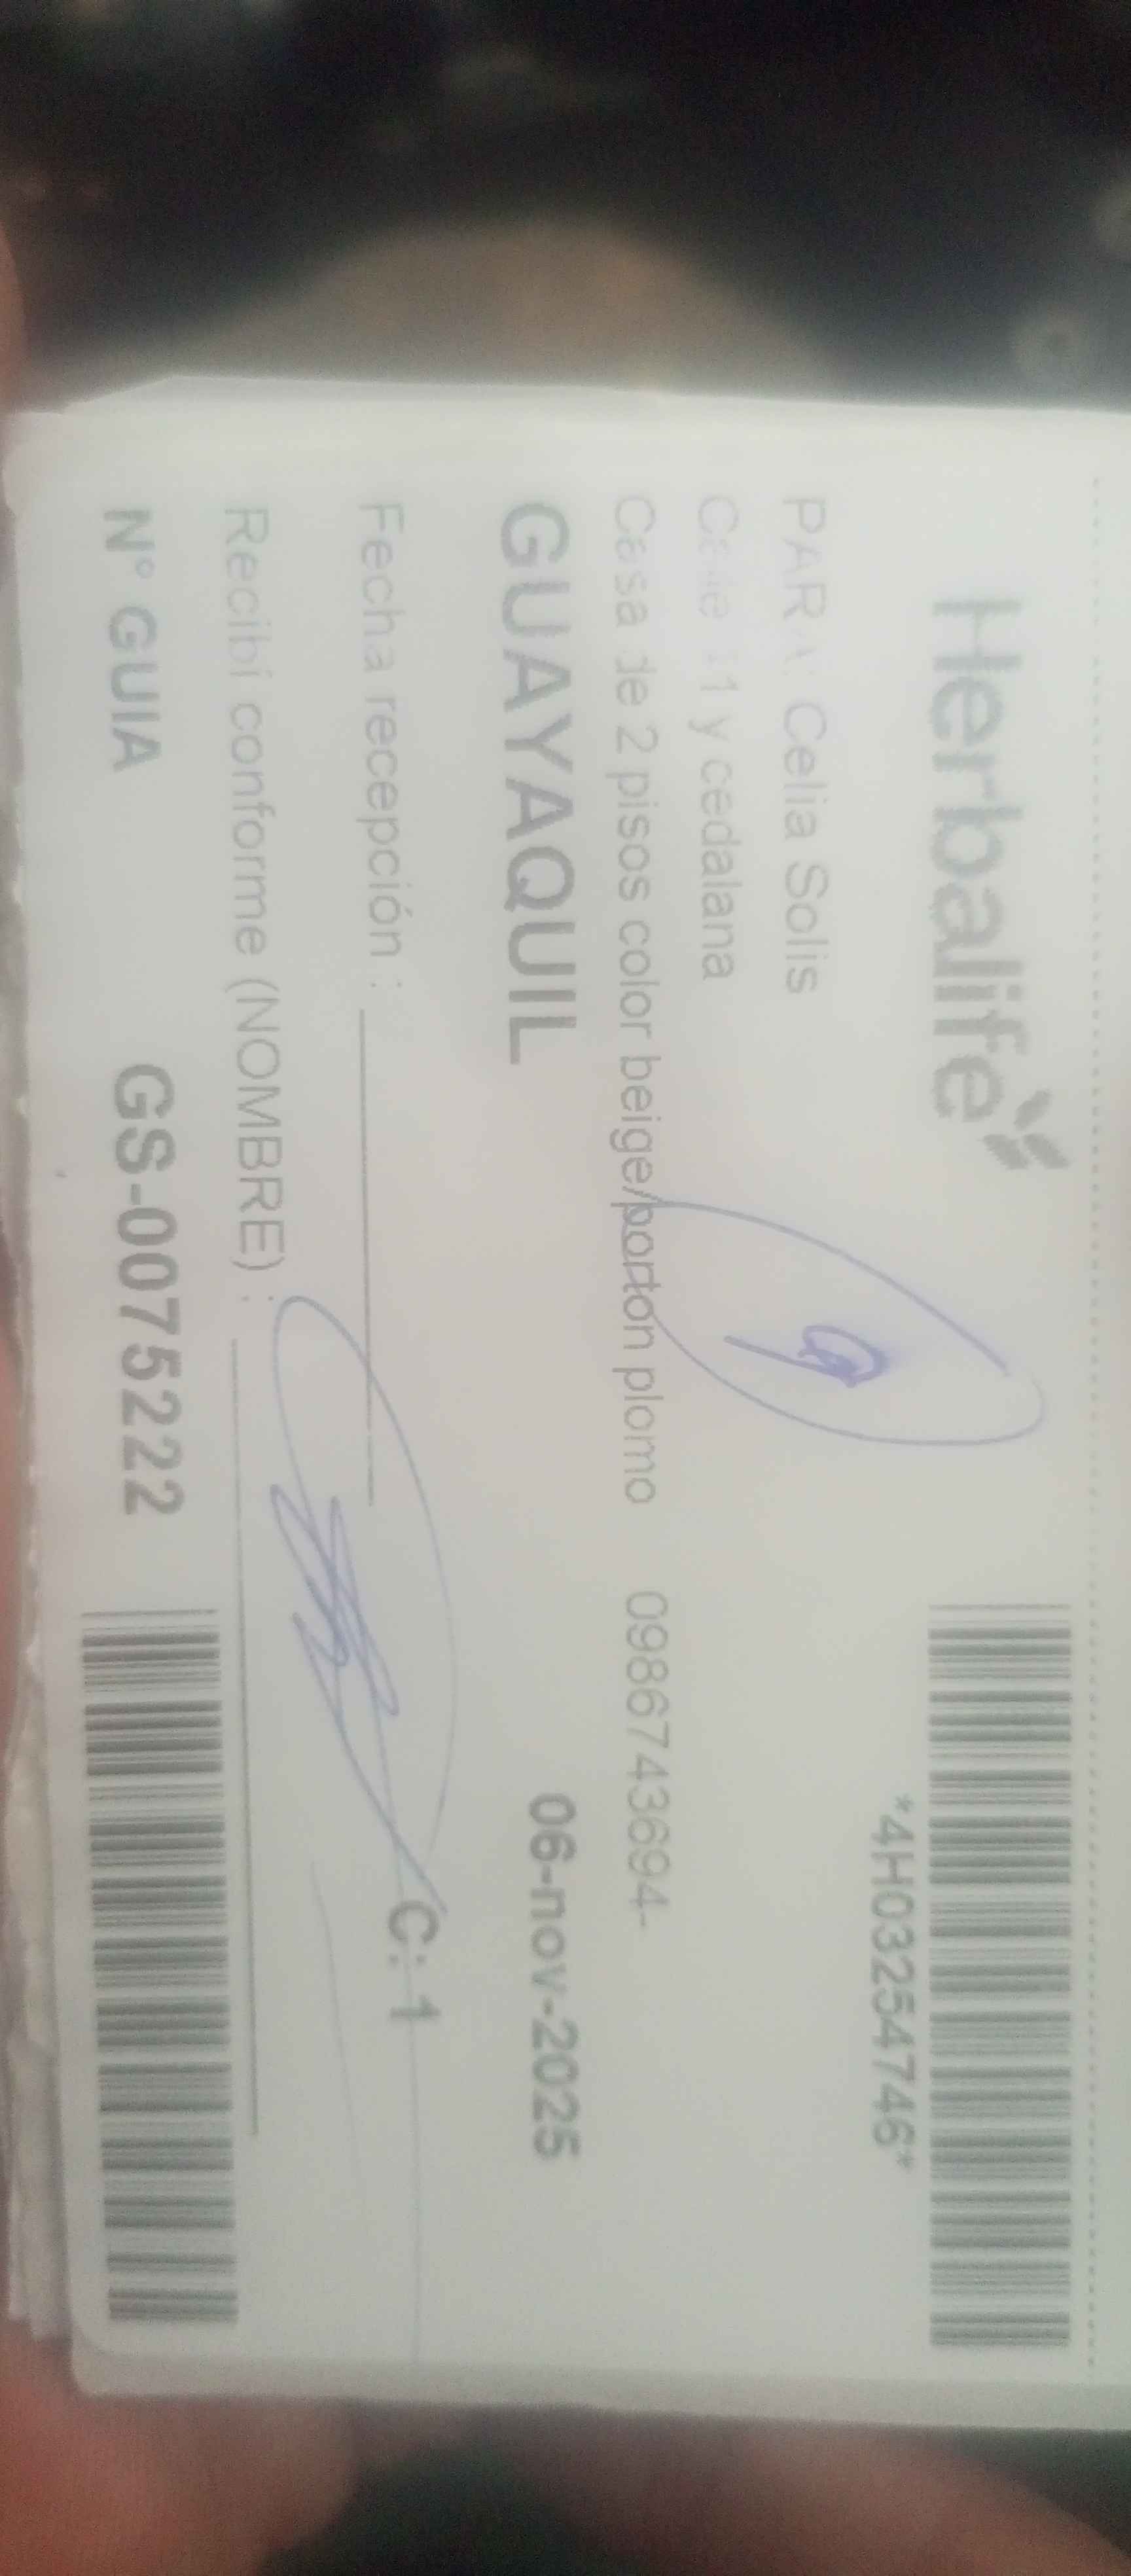 Herbalife
*4H03254746*
PARA: Celia Solis
y cedalana
Casa de 2 pisos color beige/porton plomo 0986743694-
GUAYAQUIL 06-nov-2025
Fecha recepción :
C: 1
Recibí conforme (NOMBRE) :
N° GUIA GS-0075222